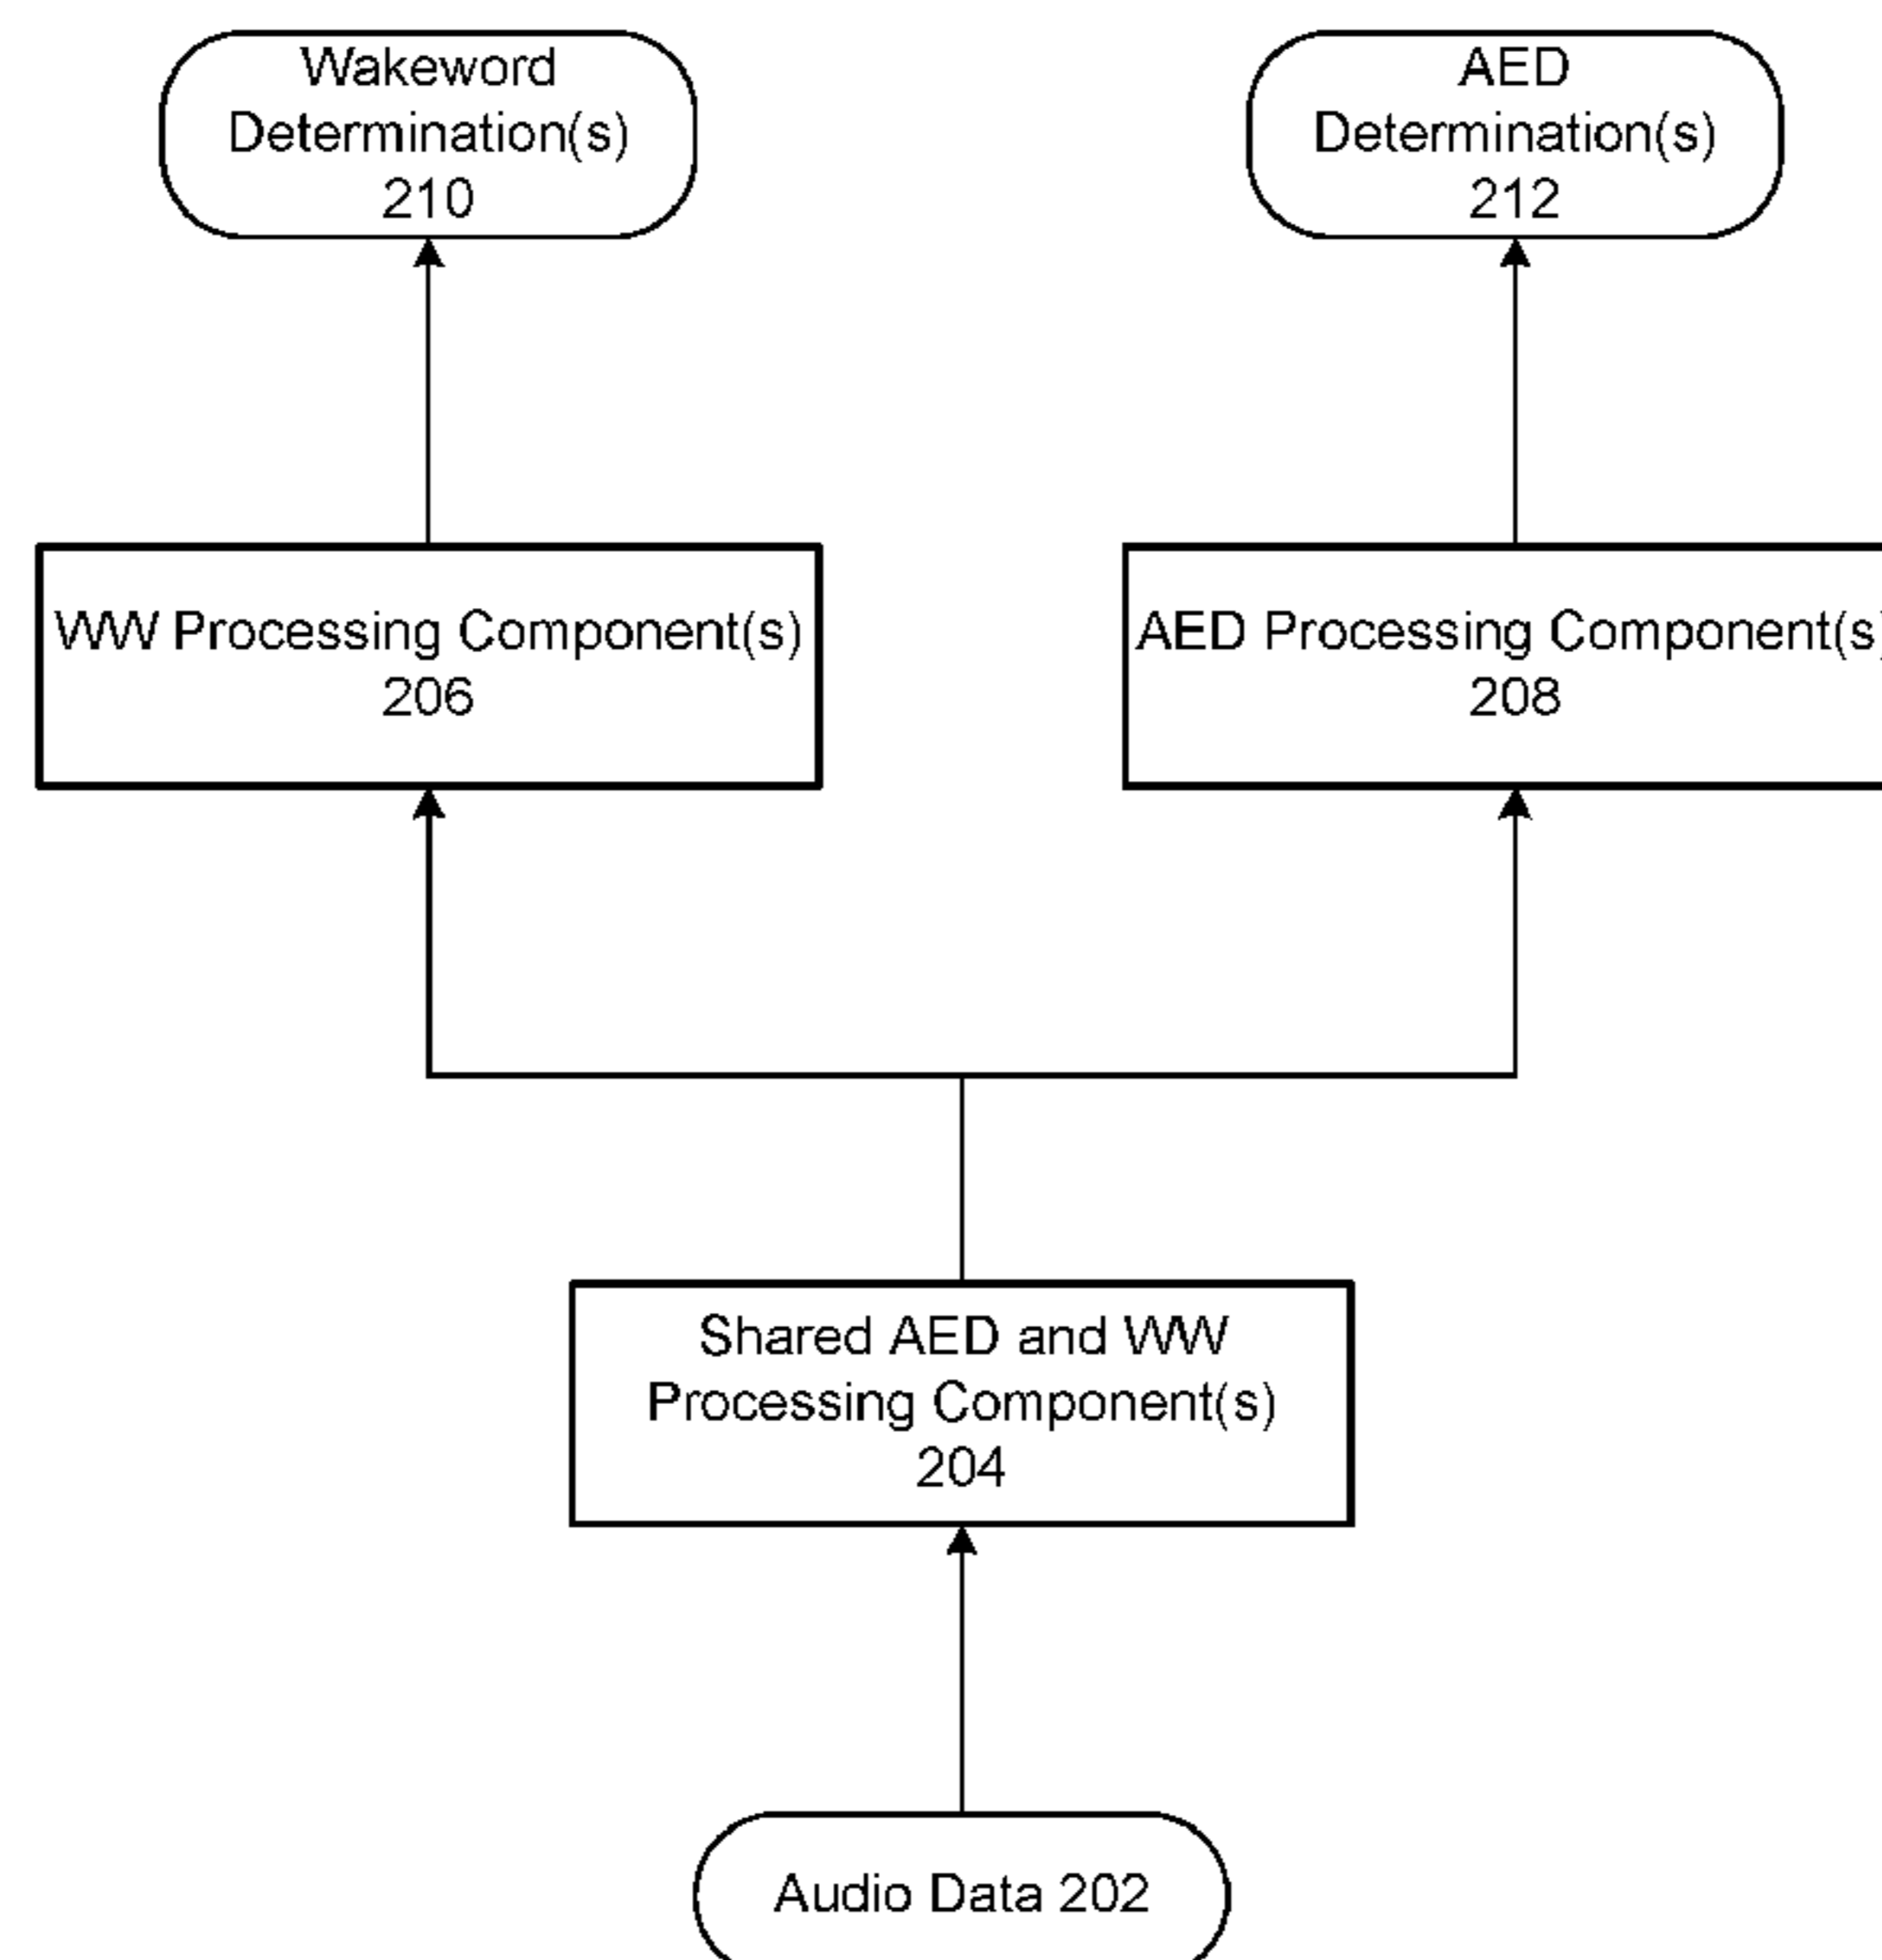 Wakeword
Determination(s)
210
AED
Determination(s)
212
WW Processing Component(s)
206
AED Processing Component(s)
208
Shared AED and WW
Processing Component(s)
204
Audio Data 202